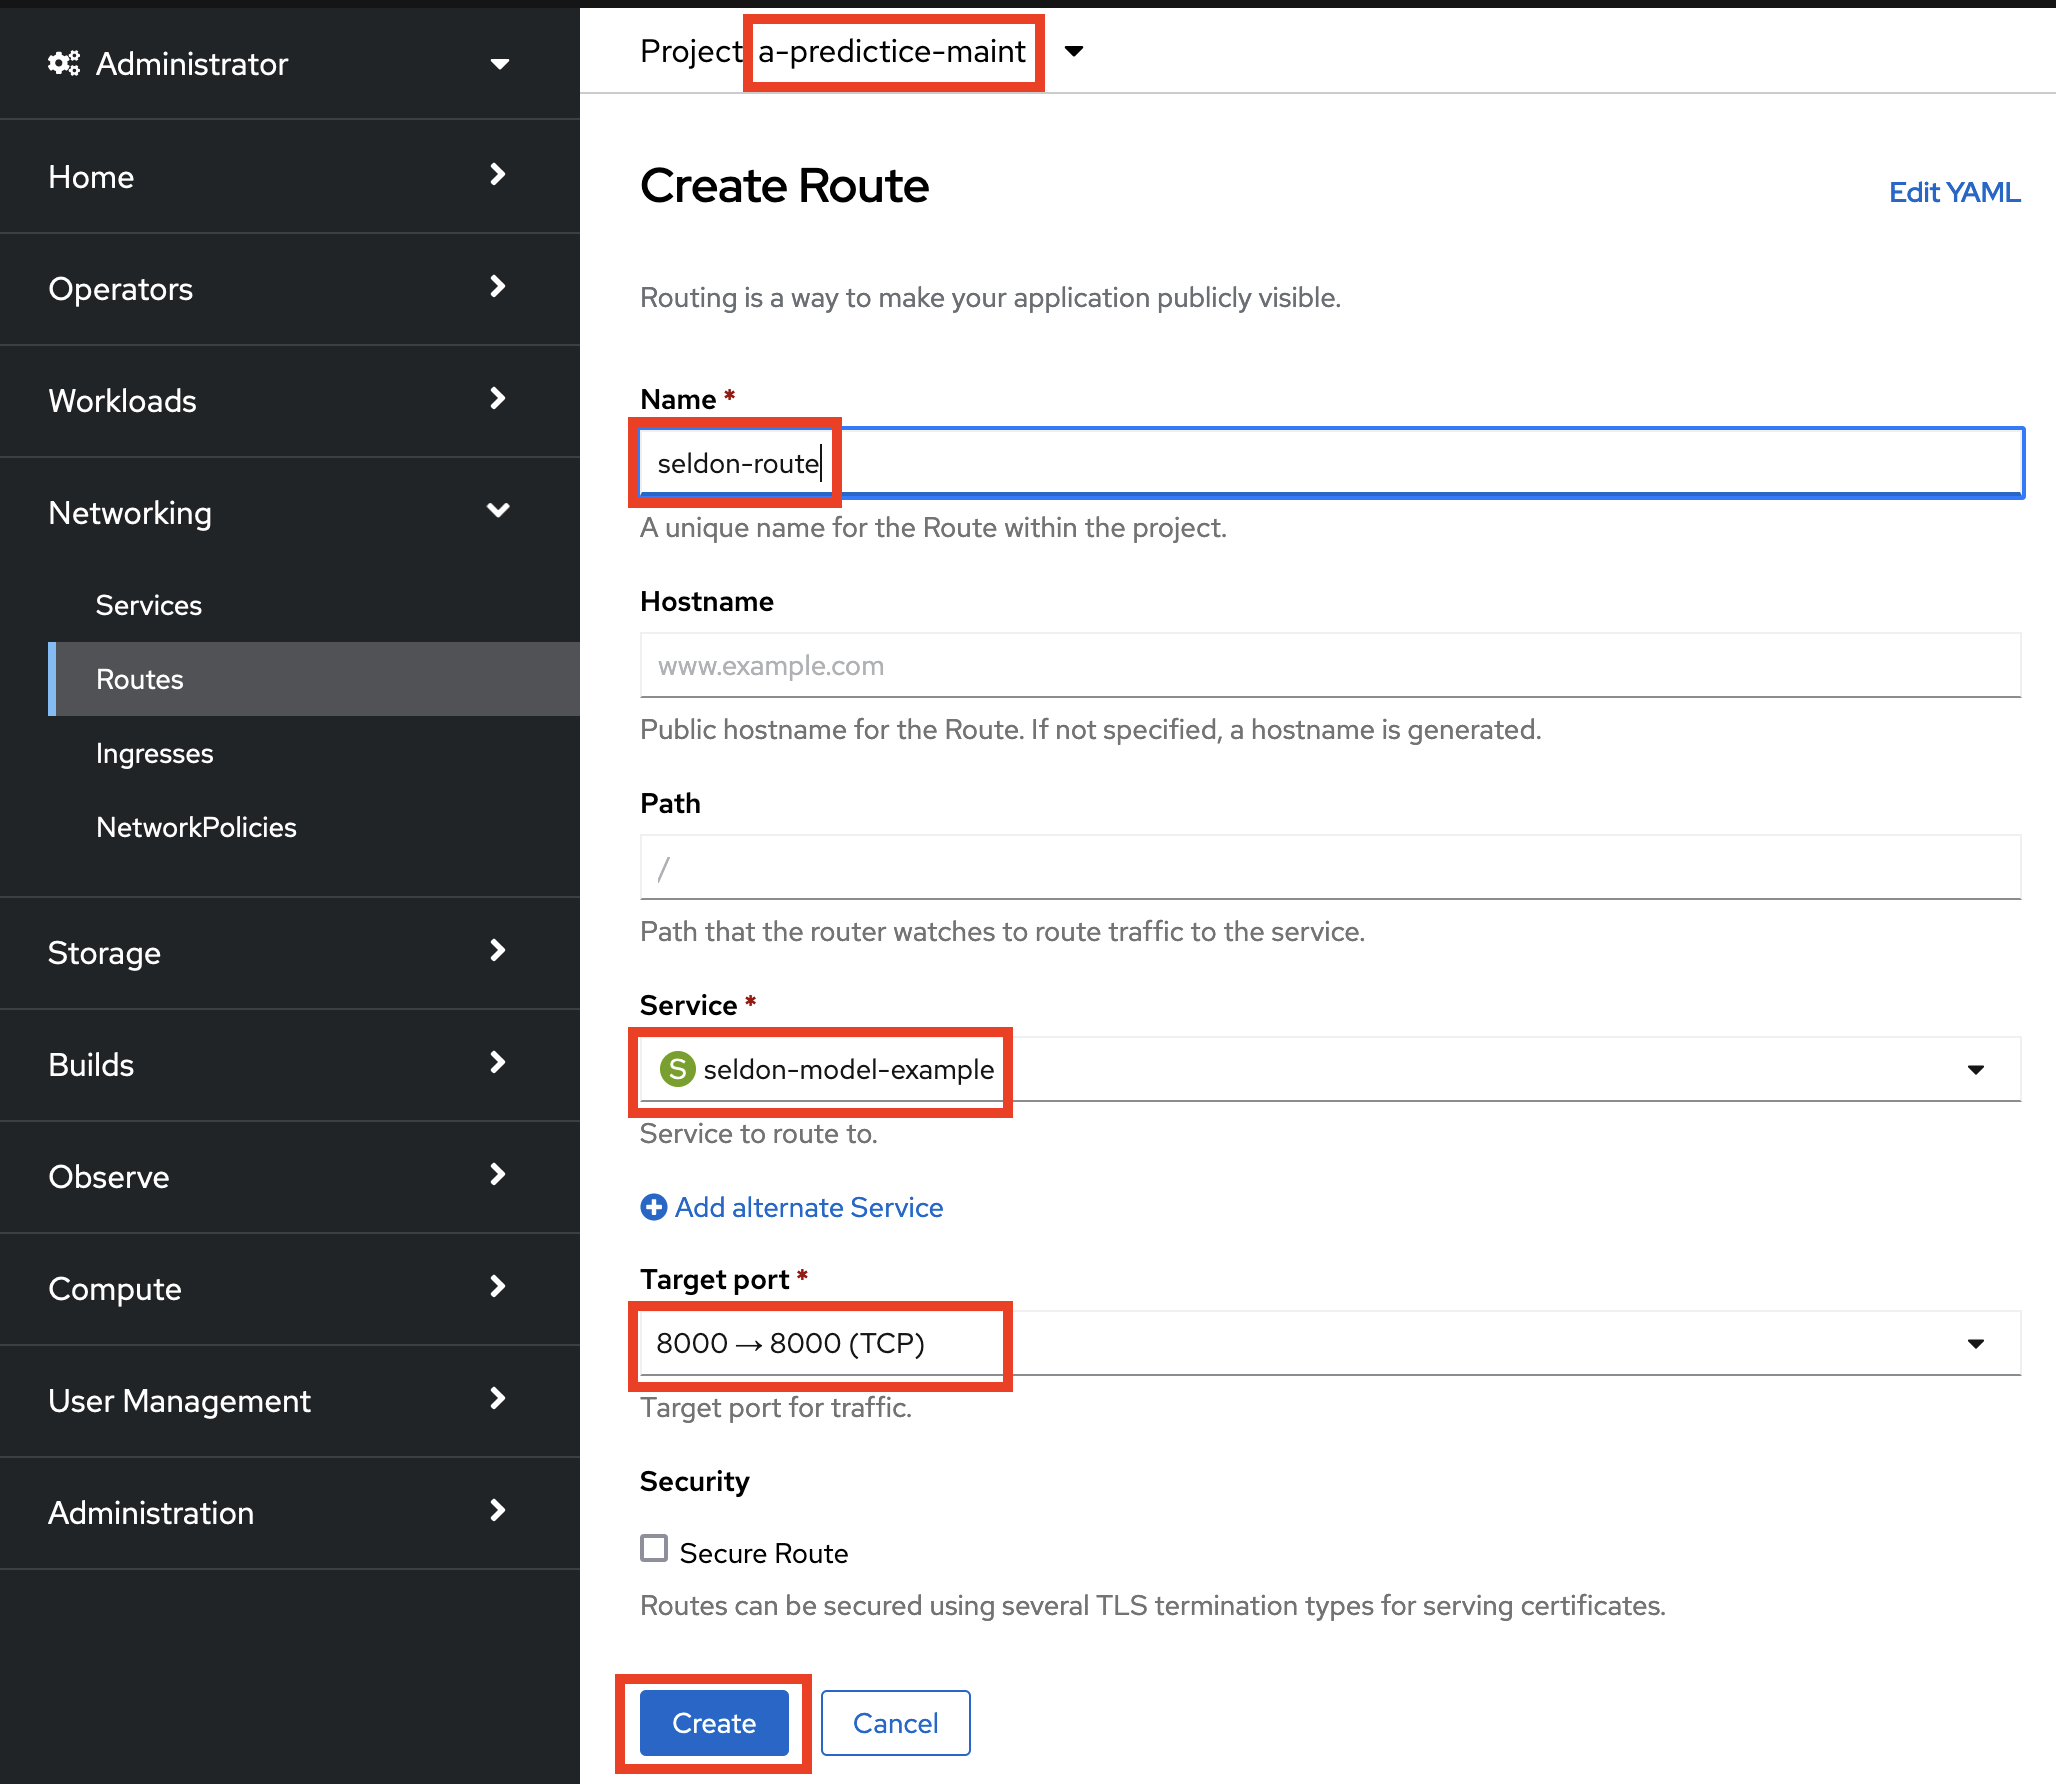 Administrator
Home
Operators
Workloads
Networking
Services
Routes
Ingresses
NetworkPolicies
Storage
Builds
Observe
Compute
User Management
Administration
Project a-predictice-maint
Create Route
Edit YAML
Routing is a way to make your application publicly visible.
Name *
seldon-route
A unique name for the Route within the project.
Hostname
www.example.com
Public hostname for the Route. If not specified, a hostname is generated.
Path
/
Path that the router watches to route traffic to the service.
Service *
S seldon-model-example
Service to route to.
Add alternate Service
Target port *
8000 → 8000 (TCP)
Target port for traffic.
Security
Secure Route
Routes can be secured using several TLS termination types for serving certificates.
Create
Cancel